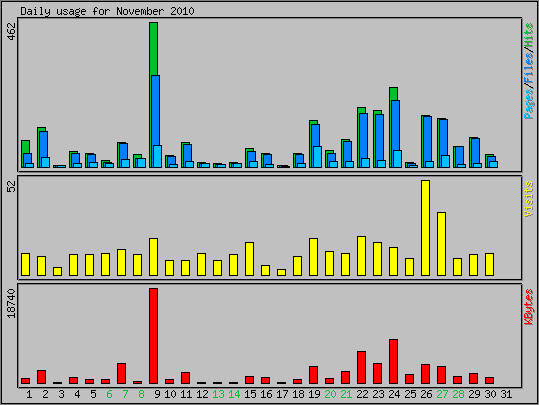 Daily usage for November 2010
462
Pages/Files/Hits
52
Visits
18740
KBytes
1 2 3 4 5 6 7 8 9 10 11 12 13 14 15 16 17 18 19 20 21 22 23 24 25 26 27 28 29 30 31